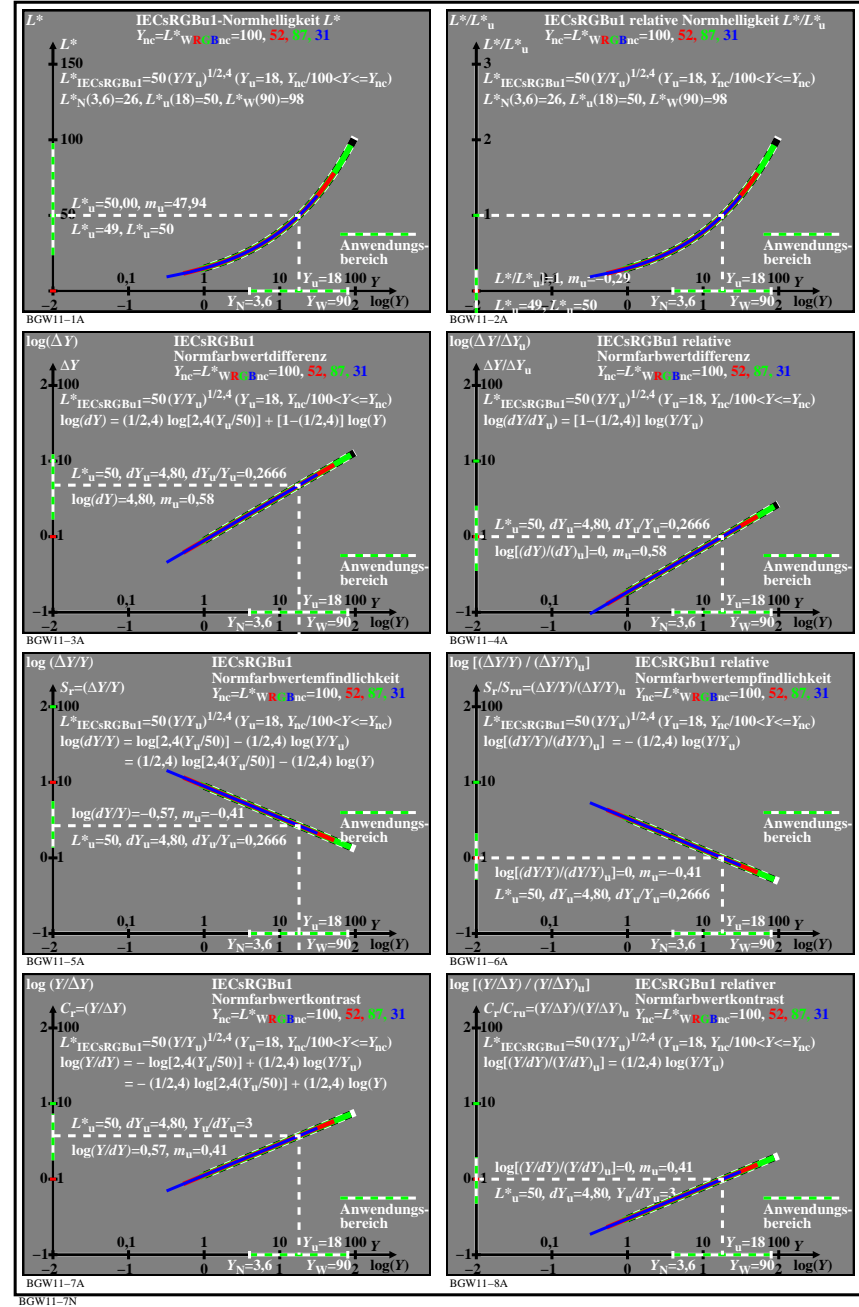 L* IECsRGBu1-Normhelligkeit L*
Ync=L*WRGBnc=100, 52, 87, 31
L*
150
L*IECsRGBu1=50(Y/Yu)1/2,4 (Yu=18, Ync/100<Y<=Ync)
L*N(3,6)=26, L*u(18)=50, L*W(90)=98
100
L*u=50,00, mu=47,94
50
L*u=49, L*u=50
Anwendungs-
bereich
0,1 1 10 Yu=18 100 Y
0
−2 −1 0 YN=3,6 1 YW=90 2 log(Y)
BGW11−1A
L*/L*u IECsRGBu1 relative Normhelligkeit L*/L*u
Ync=L*WRGBnc=100, 52, 87, 31
L*/L*u
3
L*IECsRGBu1=50(Y/Yu)1/2,4 (Yu=18, Ync/100<Y<=Ync)
L*N(3,6)=26, L*u(18)=50, L*W(90)=98
2
1
Anwendungs-
bereich
L*/L*u]=1, mu=−0,29
0,1 1 10 Yu=18 100 Y
L*u=49, L*u=50
−2 −1 0 YN=3,6 1 YW=90 2 log(Y)
BGW11−2A
log(ΔY) IECsRGBu1
Normfarbwertdifferenz
ΔY Ync=L*WRGBnc=100, 52, 87, 31
2 100
L*IECsRGBu1=50(Y/Yu)1/2,4 (Yu=18, Ync/100<Y<=Ync)
log(dY) = (1/2,4) log[2,4(Yu/50)] + [1−(1/2,4)] log(Y)
1 10
L*u=50, dYu=4,80, dYu/Yu=0,2666
log(dY)=4,80, mu=0,58
0 1
Anwendungs-
bereich
0,1 1 10 Yu=18 100 Y
−1
−2 −1 0 YN=3,6 1 YW=90 2 log(Y)
BGW11−3A
log(ΔY/ΔYu) IECsRGBu1 relative
Normfarbwertdifferenz
ΔY/ΔYu Ync=L*WRGBnc=100, 52, 87, 31
2 100
L*IECsRGBu1=50(Y/Yu)1/2,4 (Yu=18, Ync/100<Y<=Ync)
log(dY/dYu) = [1−(1/2,4)] log(Y/Yu)
1 10
L*u=50, dYu=4,80, dYu/Yu=0,2666
0 1
log[(dY)/(dY)u]=0, mu=0,58
Anwendungs-
bereich
0,1 1 10 Yu=18 100 Y
−1
−2 −1 0 YN=3,6 1 YW=90 2 log(Y)
BGW11−4A
log (ΔY/Y) IECsRGBu1
Normfarbwertemfindlichkeit
Sr=(ΔY/Y) Ync=L*WRGBnc=100, 52, 87, 31
2 100
L*IECsRGBu1=50(Y/Yu)1/2,4 (Yu=18, Ync/100<Y<=Ync)
log(dY/Y) = log[2,4(Yu/50)] − (1/2,4) log(Y/Yu)
= (1/2,4) log[2,4(Yu/50)] − (1/2,4) log(Y)
1 10
log(dY/Y)=−0,57, mu=−0,41
Anwendungs-
bereich
L*u=50, dYu=4,80, dYu/Yu=0,2666
0 1
0,1 1 10 Yu=18 100 Y
−1
−2 −1 0 YN=3,6 1 YW=90 2 log(Y)
BGW11−5A
log [(ΔY/Y) / (ΔY/Y)u] IECsRGBu1 relative
Normfarbwertempfindlichkeit
Sr/Sru=(ΔY/Y)/(ΔY/Y)u Ync=L*WRGBnc=100, 52, 87, 31
2 100
L*IECsRGBu1=50(Y/Yu)1/2,4 (Yu=18, Ync/100<Y<=Ync)
log[(dY/Y)/(dY/Y)u] = − (1/2,4) log(Y/Yu)
1 10
Anwendungs-
bereich
0 1
log[(dY/Y)/(dY/Y)u]=0, mu=−0,41
L*u=50, dYu=4,80, dYu/Yu=0,2666
0,1 1 10 Yu=18 100 Y
−1
−2 −1 0 YN=3,6 1 YW=90 2 log(Y)
BGW11−6A
log (Y/ΔY) IECsRGBu1
Normfarbwertkontrast
Cr=(Y/ΔY) Ync=L*WRGBnc=100, 52, 87, 31
2 100
L*IECsRGBu1=50(Y/Yu)1/2,4 (Yu=18, Ync/100<Y<=Ync)
log(Y/dY) = − log[2,4(Yu/50)] + (1/2,4) log(Y/Yu)
= − (1/2,4) log[2,4(Yu/50)] + (1/2,4) log(Y)
1 10
L*u=50, dYu=4,80, Yu/dYu=3
log(Y/dY)=0,57, mu=0,41
0 1
Anwendungs-
bereich
0,1 1 10 Yu=18 100 Y
−1
−2 −1 0 YN=3,6 1 YW=90 2 log(Y)
BGW11−7A
log [(Y/ΔY) / (Y/ΔY)u] IECsRGBu1 relativer
Normfarbwertkontrast
Cr/Cru=(Y/ΔY)/(Y/ΔY)u Ync=L*WRGBnc=100, 52, 87, 31
2 100
L*IECsRGBu1=50(Y/Yu)1/2,4 (Yu=18, Ync/100<Y<=Ync)
log[(Y/dY)/(Y/dY)u] = (1/2,4) log(Y/Yu)
1 10
log[(Y/dY)/(Y/dY)u]=0, mu=0,41
0 1
L*u=50, dYu=4,80, Yu/dYu=3
Anwendungs-
bereich
0,1 1 10 Yu=18 100 Y
−1
−2 −1 0 YN=3,6 1 YW=90 2 log(Y)
BGW11−8A
BGW11−7N